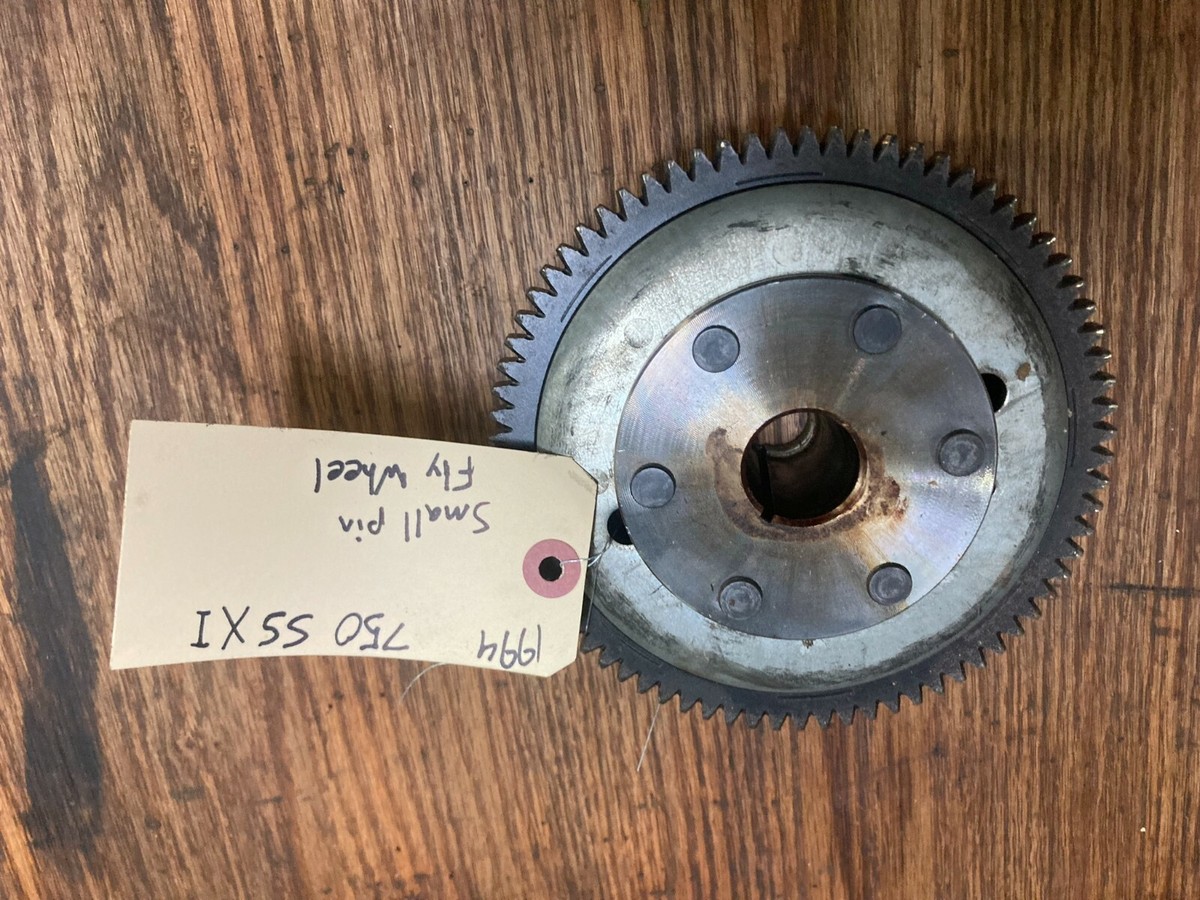 1994 750 SSXI
Small pin
Fly Wheel